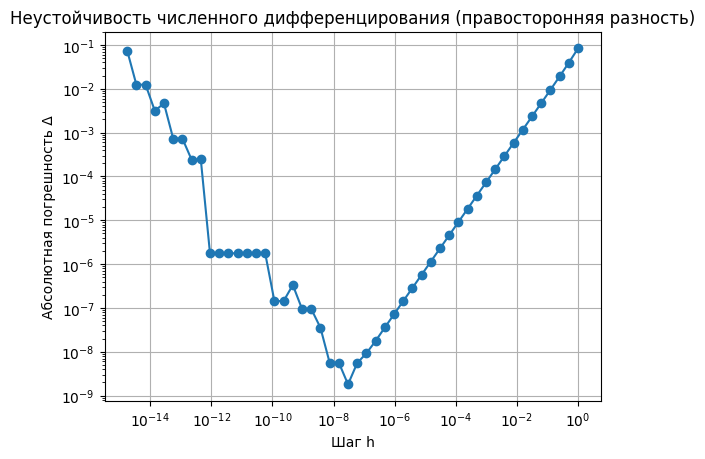 Неустойчивость численного дифференцирования (правосторонняя разность)
Абсолютная погрешность Δ
10⁻¹
10⁻²
10⁻³
10⁻⁴
10⁻⁵
10⁻⁶
10⁻⁷
10⁻⁸
10⁻⁹
10⁻¹⁴ 10⁻¹² 10⁻¹⁰ 10⁻⁸ 10⁻⁶ 10⁻⁴ 10⁻² 10⁰
Шаг h